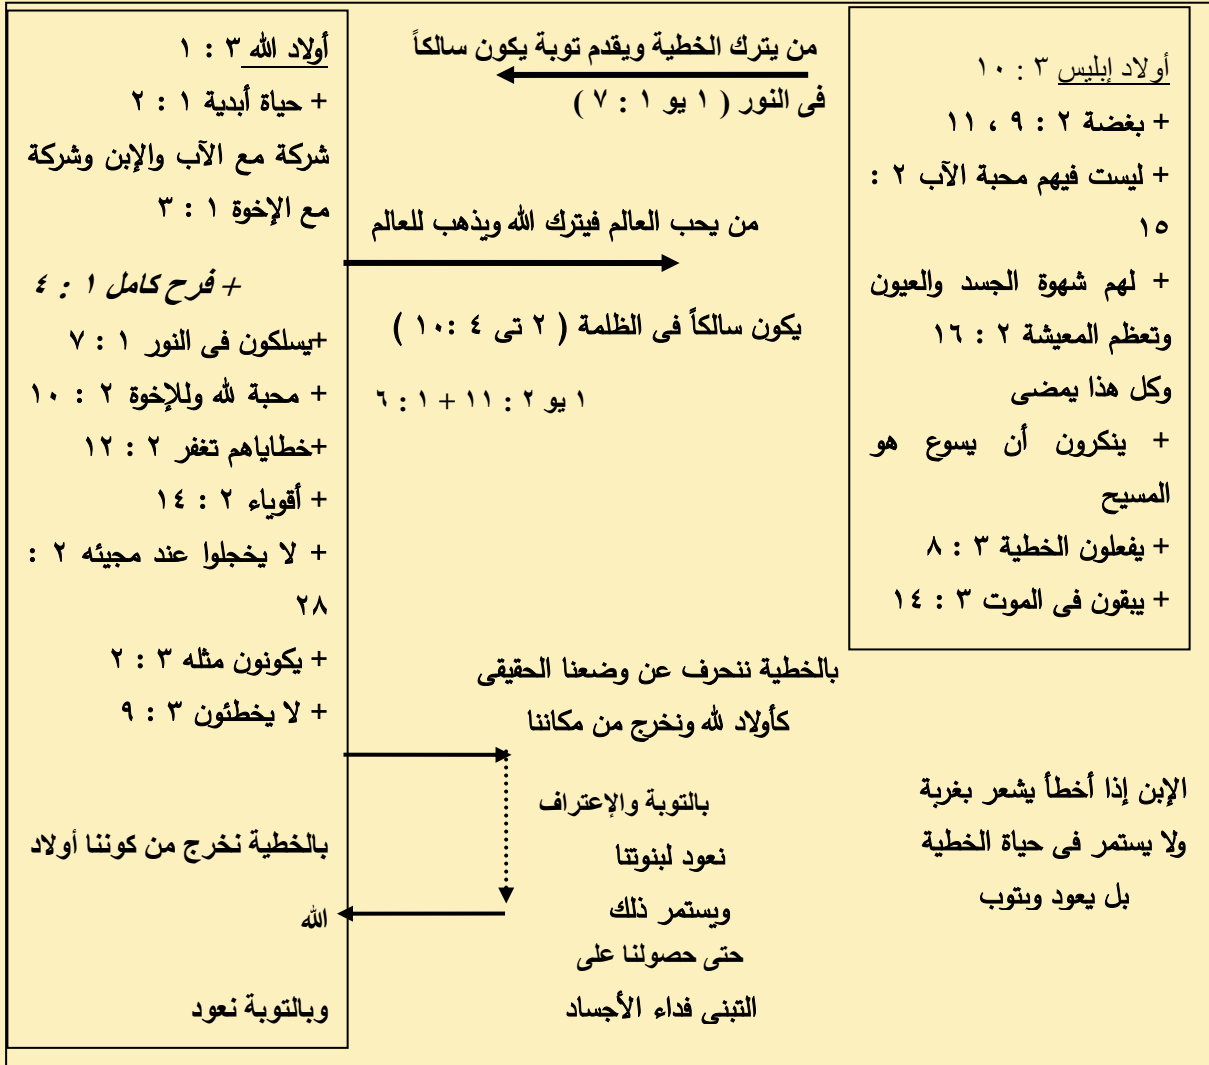 أولاد إبليس ٣ : ١٠
+ بغضة ٢ : ٩ ، ١١
+ ليست فيهم محبة الآب ٢ :
١٥
+ لهم شهوة الجسد والعيون
وتعظم المعيشة ٢ : ١٦
وكل هذا يمضى
+ ينكرون أن يسوع هو
المسيح
+ يفعلون الخطية ٣ : ٨
+ يبقون فى الموت ٣ : ١٤
من يترك الخطية ويقدم توبة يكون سالكاً
فى النور ( ١ يو ١ : ٧ )
من يحب العالم فيترك الله ويذهب للعالم
يكون سالكاً فى الظلمة ( ٢ تى ٤ :١٠ )
١ يو ٢ : ١١ + ١ : ٦
أولاد الله ٣ : ١
+ حياة أبدية ١ : ٢
شركة مع الآب والإبن وشركة
مع الإخوة ١ : ٣
+ فرح كامل ١ : ٤
+يسلكون فى النور ١ : ٧
+ محبة لله وللإخوة ٢ : ١٠
+خطاياهم تغفر ٢ : ١٢
+ أقوياء ٢ : ١٤
+ لا يخجلوا عند مجيئه ٢ :
٢٨
+ يكونون مثله ٣ : ٢
+ لا يخطئون ٣ : ٩
بالخطية نخرج من كوننا أولاد
الله
وبالتوبة نعود
بالخطية ننحرف عن وضعنا الحقيقى
كأولاد لله ونخرج من مكاننا
بالتوبة والإعتراف
نعود لبنوتنا
ويستمر ذلك
حتى حصولنا على
التبنى فداء الأجساد
الإبن إذا أخطأ يشعر بغربة
ولا يستمر فى حياة الخطية
بل يعود ويتوب